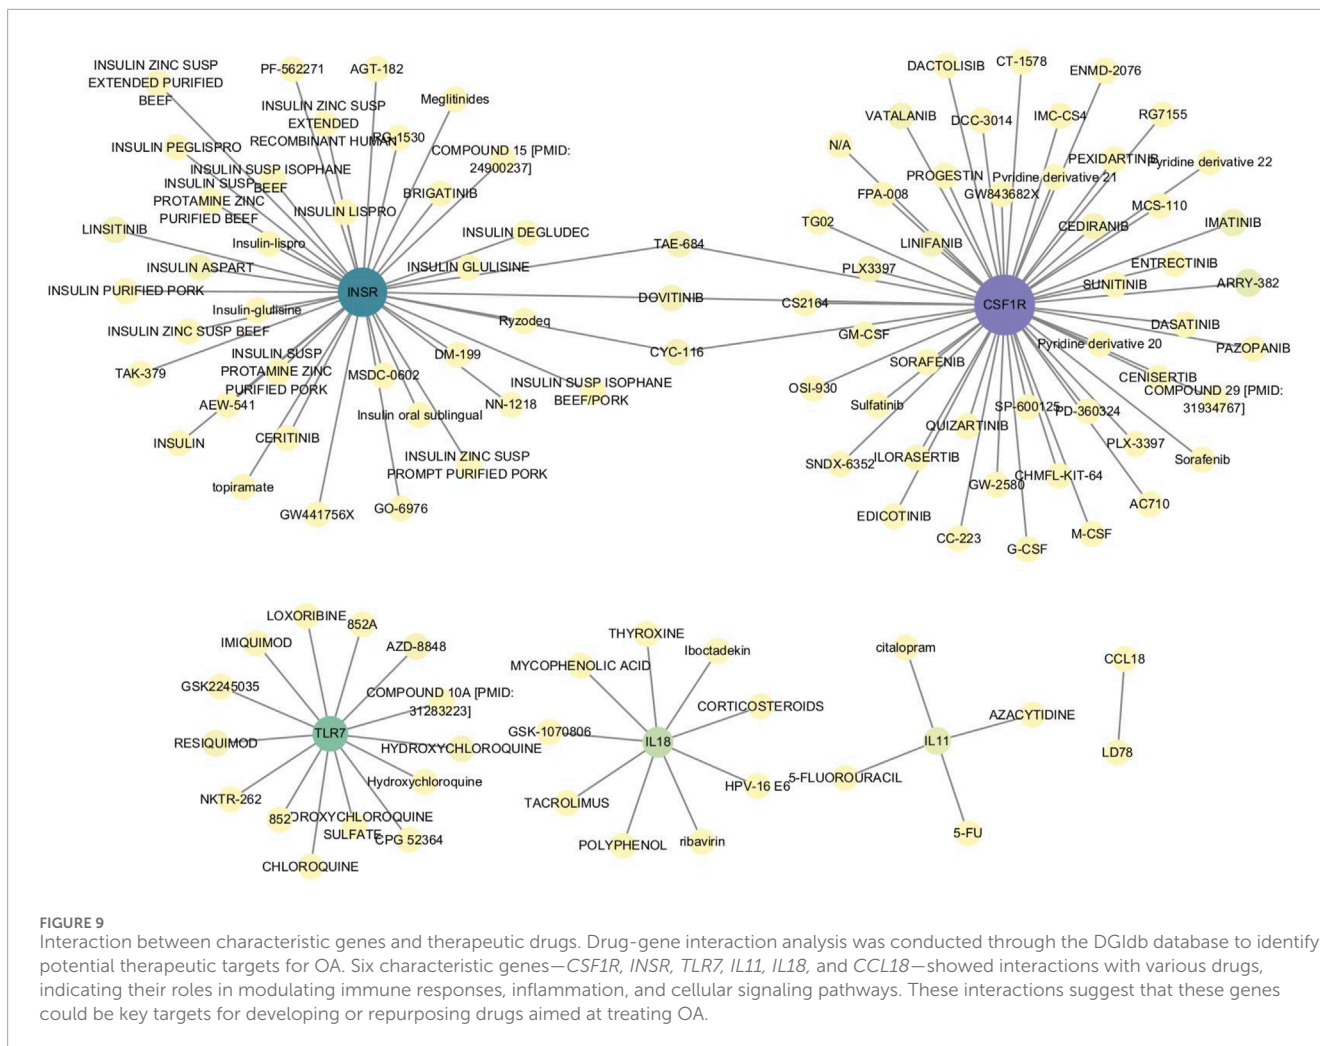 INSULIN ZINC SUSP
EXTENDED PURIFIED
BEEF
PF-562271
AGT-182
Meglitinides
INSULIN ZINC SUSP
EXTENDED
RECOMBINANT HUMAN
RG-1530
COMPOUND 15 [PMID:
24900237]
INSULIN PEGLISPRO
INSULIN SUSP ISOPHANE
BEEF
INSULIN SUSP
PROTAMINE ZINC
PURIFIED BEEF
BRIGATINIB
INSULIN LISPRO
LINSITINIB
Insulin-lispro
INSULIN DEGLUDEC
INSULIN ASPART
INSULIN GLULISINE
INSULIN PURIFIED PORK
INSR
Insulin-glulisine
Ryzodeq
INSULIN ZINC SUSP BEEF
INSULIN SUSP
PROTAMINE ZINC
PURIFIED PORK
DM-199
TAK-379
MSDC-0602
INSULIN SUSP ISOPHANE
BEEF/PORK
AEW-541
NN-1218
Insulin oral sublingual
INSULIN
CERITINIB
INSULIN ZINC SUSP
PROMPT PURIFIED PORK
topiramate
GW441756X
GO-6976
TAE-684
DOVITINIB
CYC-116
DACTOLISIB
CT-1578
ENMD-2076
VATALANIB
DCC-3014
IMC-CS4
RG7155
N/A
PEXIDARTINIB
Pyridine derivative 22
PROGESTIN
Pyridine derivative 21
FPA-008
GW843682X
MCS-110
TG02
CEDIRANIB
IMATINIB
LINIFANIB
PLX3397
ENTRECTINIB
SUNITINIB
ARRY-382
CS2164
CSF1R
GM-CSF
DASATINIB
Pyridine derivative 20
PAZOPANIB
SORAFENIB
CENISERTIB
OSI-930
COMPOUND 29 [PMID:
31934767]
Sulfatinib
SP-600125
PD-360324
QUIZARTINIB
PLX-3397
SNDX-6352
ILORASERTIB
Sorafenib
GW-2580
CHMFL-KIT-64
AC710
EDICOTINIB
CC-223
M-CSF
G-CSF
LOXORIBINE
852A
IMIQUIMOD
AZD-8848
GSK2245035
COMPOUND 10A [PMID:
31283223]
TLR7
RESIQUIMOD
HYDROXYCHLOROQUINE
Hydroxychloroquine
NKTR-262
852
DROXYCHLOROQUINE
SULFATE
CPG 52364
CHLOROQUINE
THYROXINE
Iboctadekin
MYCOPHENOLIC ACID
CORTICOSTEROIDS
GSK-1070806
IL18
HPV-16 E6
TACROLIMUS
POLYPHENOL
ribavirin
citalopram
AZACYTIDINE
IL11
5-FLUOROURACIL
5-FU
CCL18
LD78
FIGURE 9
Interaction between characteristic genes and therapeutic drugs. Drug-gene interaction analysis was conducted through the DGIdb database to identify
potential therapeutic targets for OA. Six characteristic genes—CSF1R, INSR, TLR7, IL11, IL18, and CCL18—showed interactions with various drugs,
indicating their roles in modulating immune responses, inflammation, and cellular signaling pathways. These interactions suggest that these genes
could be key targets for developing or repurposing drugs aimed at treating OA.